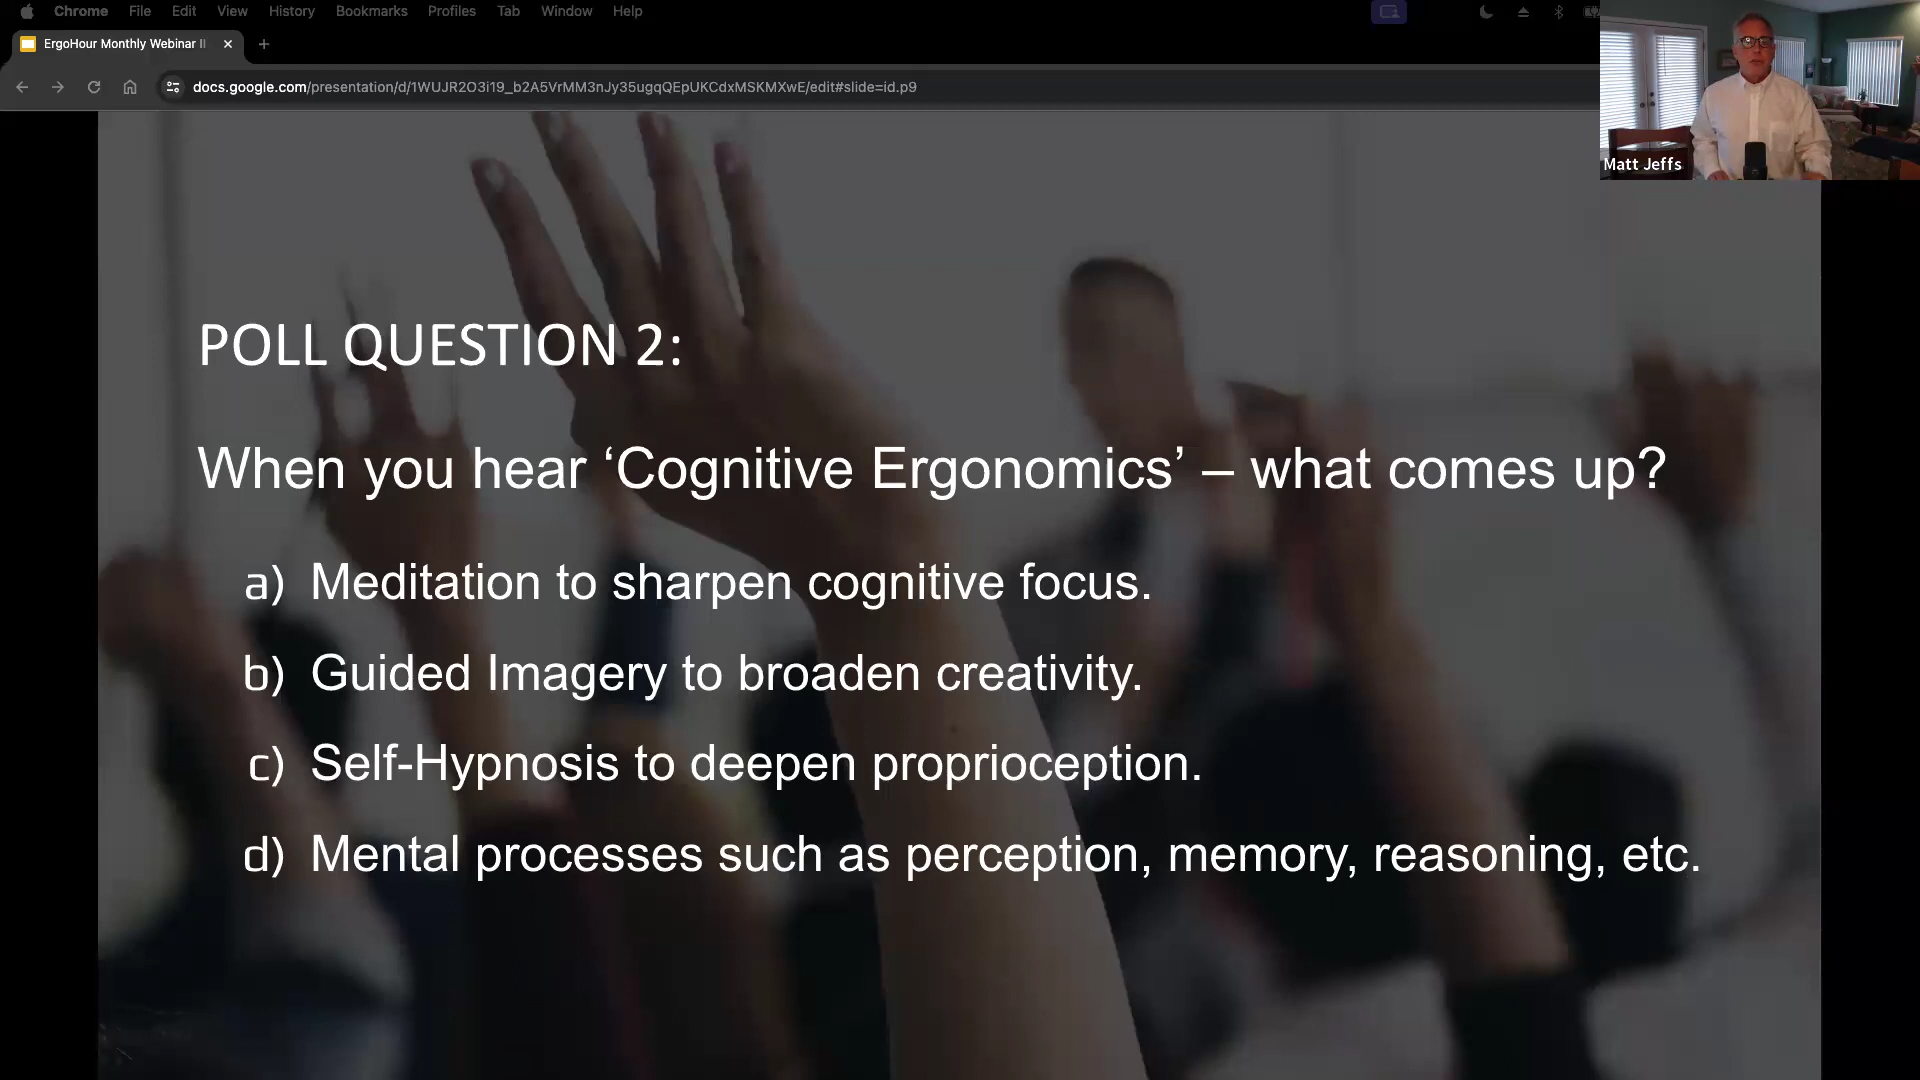 Chrome File Edit View History Bookmarks Profiles Tab Window Help
ErgoHour Monthly Webinar
docs.google.com/presentation/d/1WUJR2O3i19_b2A5VrMM3nJy35ugqQEpUKCdxMSKMXwE/edit#slide=id.p9
Matt Jeffs
POLL QUESTION 2:
When you hear ‘Cognitive Ergonomics’ – what comes up?
a) Meditation to sharpen cognitive focus.
b) Guided Imagery to broaden creativity.
c) Self-Hypnosis to deepen proprioception.
d) Mental processes such as perception, memory, reasoning, etc.